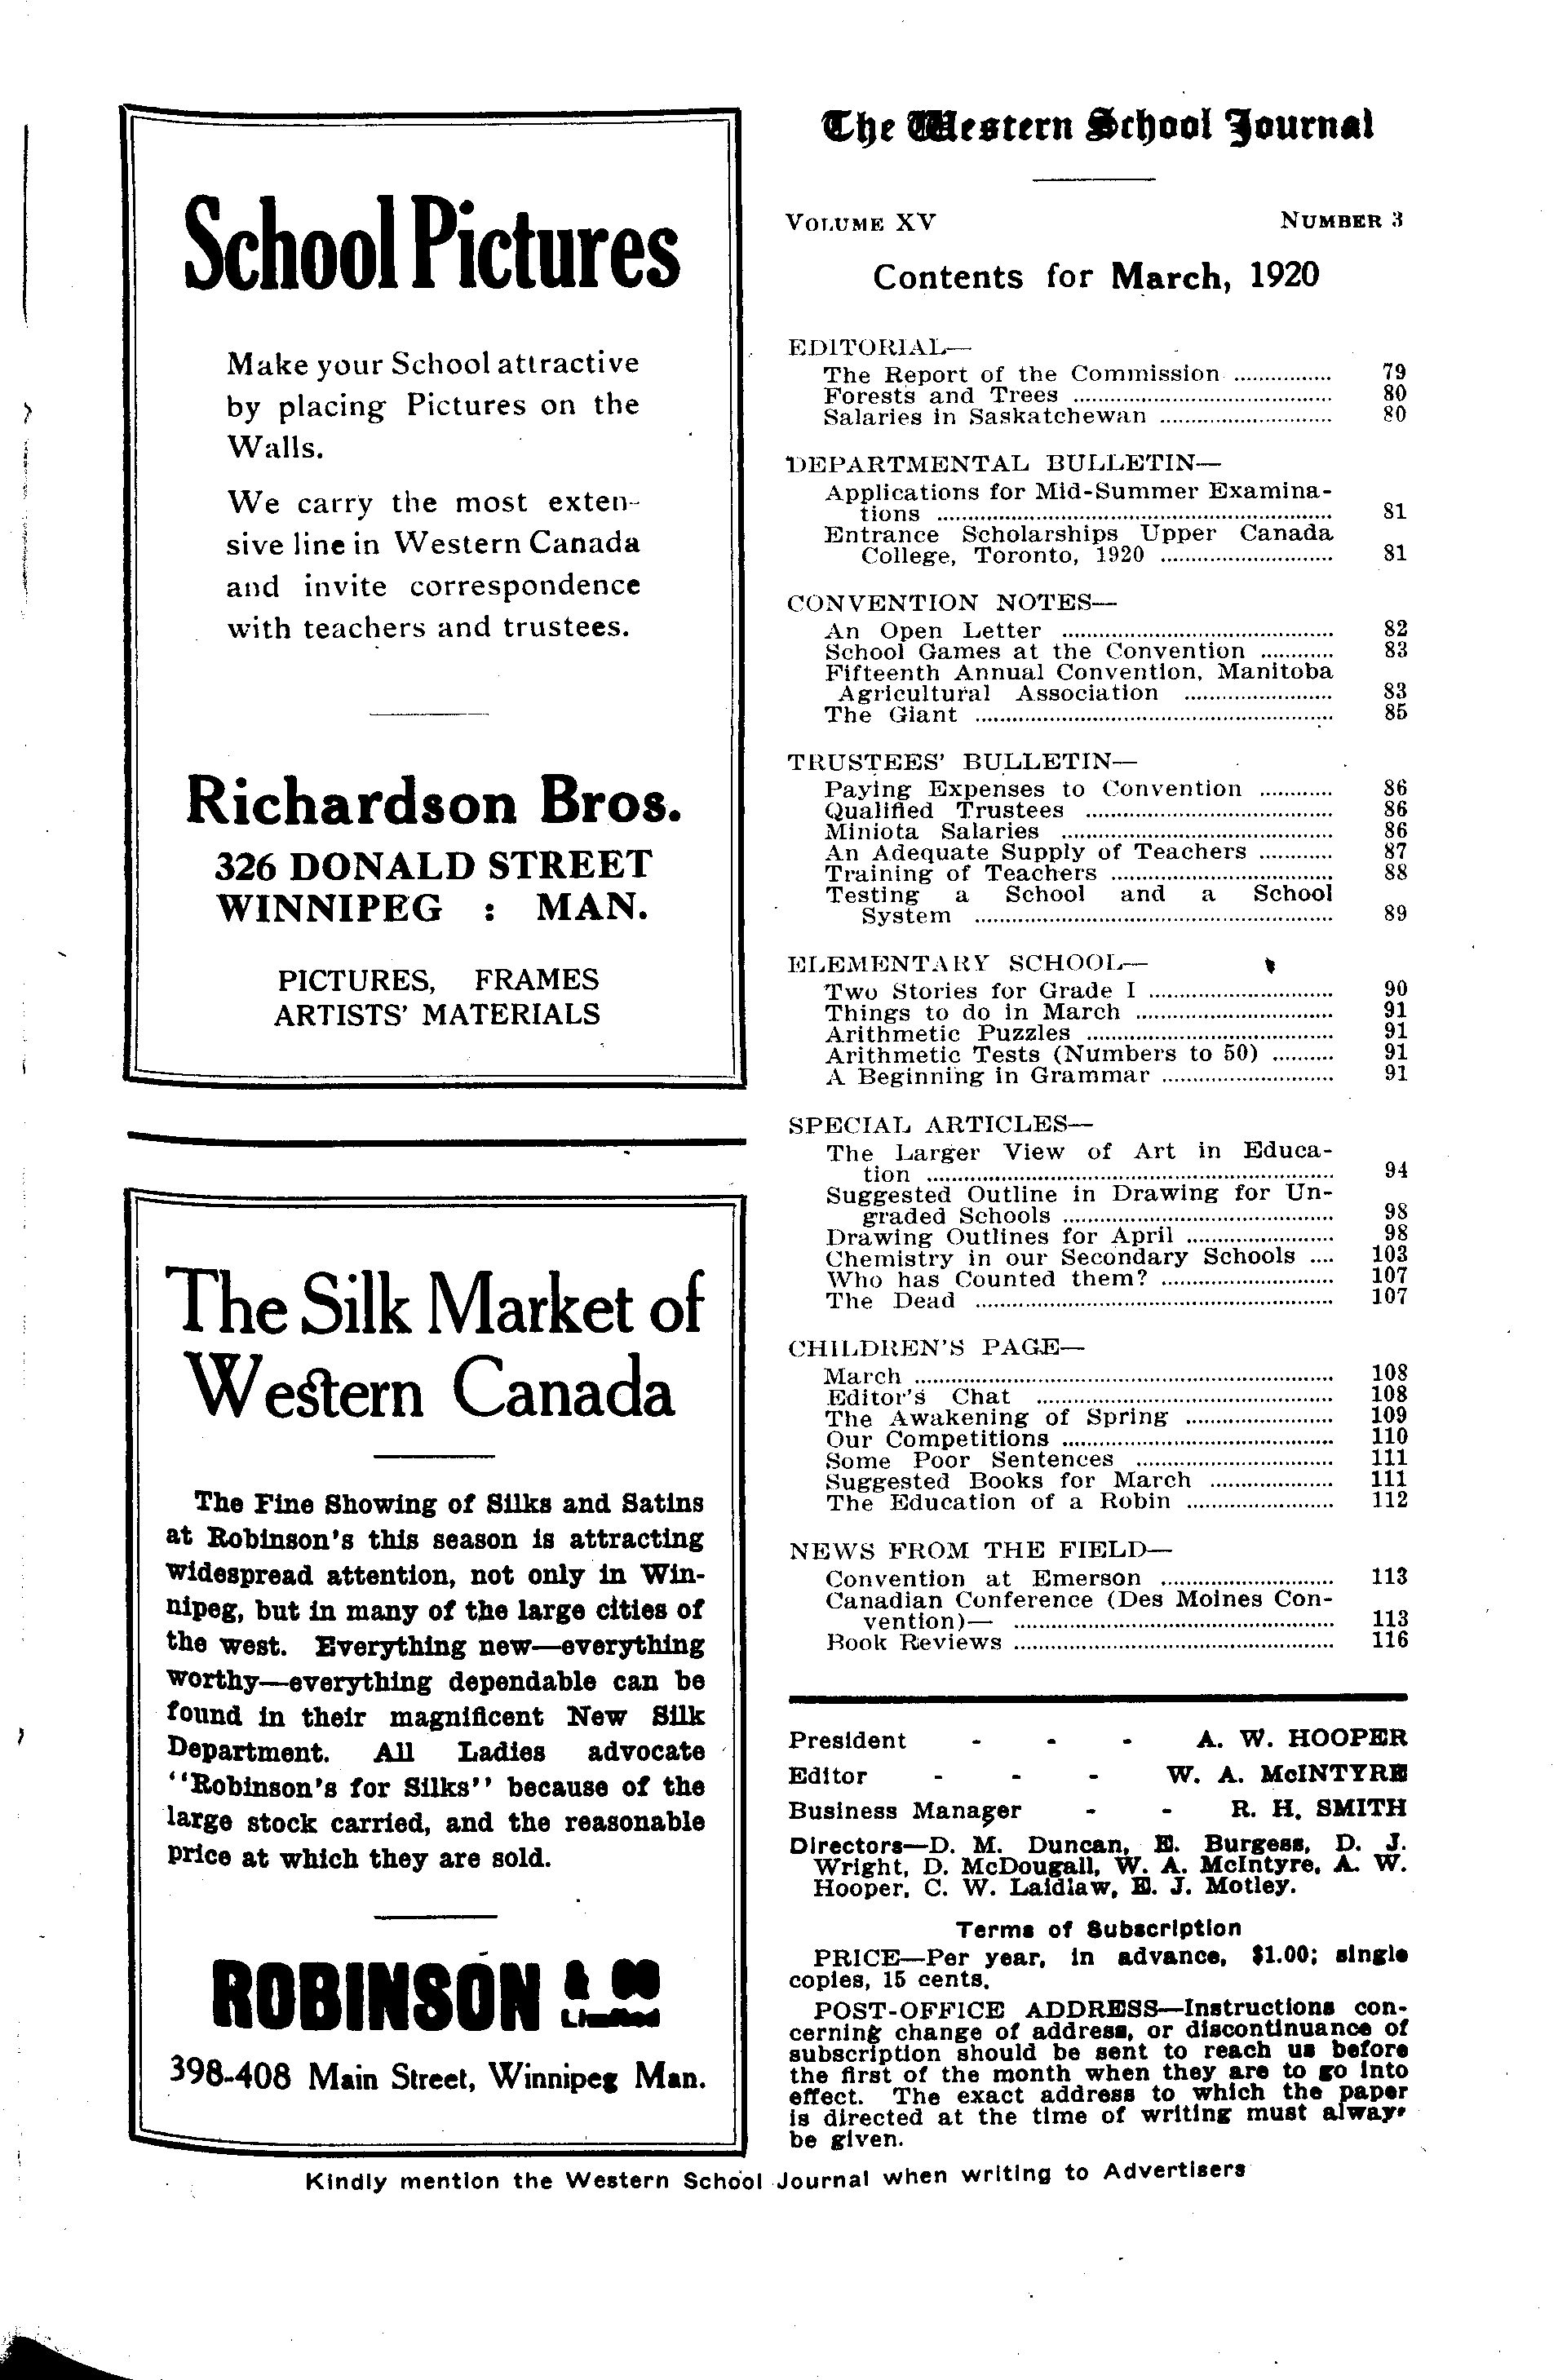 School Pictures
Make your School attractive
by placing Pictures on the
Walls.
We carry the most exten-
sive line in Western Canada
and invite correspondence
with teachers and trustees.
Richardson Bros.
326 DONALD STREET
WINNIPEG : MAN.
PICTURES, FRAMES
ARTISTS' MATERIALS
The Silk Market of
Western Canada
The Fine Showing of Silks and Satins
at Robinson's this season is attracting
widespread attention, not only in Win-
nipeg, but in many of the large cities of
the west. Everything new—everything
worthy—everything dependable can be
found in their magnificent New Silk
Department. All Ladies advocate
"Robinson's for Silks" because of the
large stock carried, and the reasonable
price at which they are sold.
ROBINSON & CO
Limited
398-408 Main Street, Winnipeg Man.
The Western School Journal
VOLUME XV NUMBER 3
Contents for March, 1920
EDITORIAL—
The Report of the Commission ................ 79
Forests and Trees ................ 80
Salaries in Saskatchewan ................ 80
DEPARTMENTAL BULLETIN—
Applications for Mid-Summer Examina-
tions ................ 81
Entrance Scholarships Upper Canada
College, Toronto, 1920 ................ 81
CONVENTION NOTES—
An Open Letter ................ 82
School Games at the Convention ............ 83
Fifteenth Annual Convention, Manitoba
Agricultural Association ................ 83
The Giant ................ 85
TRUSTEES' BULLETIN—
Paying Expenses to Convention ............ 86
Qualified Trustees ................ 86
Miniota Salaries ................ 86
An Adequate Supply of Teachers ............ 87
Training of Teachers ................ 88
Testing a School and a School
System ................ 89
ELEMENTARY SCHOOL—
Two Stories for Grade I ................ 90
Things to do in March ................ 91
Arithmetic Puzzles ................ 91
Arithmetic Tests (Numbers to 50) .......... 91
A Beginning in Grammar ................ 91
SPECIAL ARTICLES—
The Larger View of Art in Educa-
tion ................ 94
Suggested Outline in Drawing for Un-
graded Schools ................ 98
Drawing Outlines for April ................ 98
Chemistry in our Secondary Schools .... 103
Who has Counted them? ................ 107
The Dead ................ 107
CHILDREN'S PAGE—
March ................ 108
Editor's Chat ................ 108
The Awakening of Spring ................ 109
Our Competitions ................ 110
Some Poor Sentences ................ 111
Suggested Books for March ................ 111
The Education of a Robin ................ 112
NEWS FROM THE FIELD—
Convention at Emerson ................ 113
Canadian Conference (Des Moines Con-
vention)— ................ 113
Book Reviews ................ 116
President - - - A. W. HOOPER
Editor - - - W. A. McINTYRE
Business Manager - - R. H. SMITH
Directors—D. M. Duncan, E. Burgess, D. J.
Wright, D. McDougall, W. A. McIntyre, A. W.
Hooper, C. W. Laidlaw, E. J. Motley.
Terms of Subscription
PRICE—Per year, in advance, $1.00; single
copies, 15 cents.
POST-OFFICE ADDRESS—Instructions con-
cerning change of address, or discontinuance of
subscription should be sent to reach us before
the first of the month when they are to go into
effect. The exact address to which the paper
is directed at the time of writing must always
be given.
Kindly mention the Western School Journal when writing to Advertisers